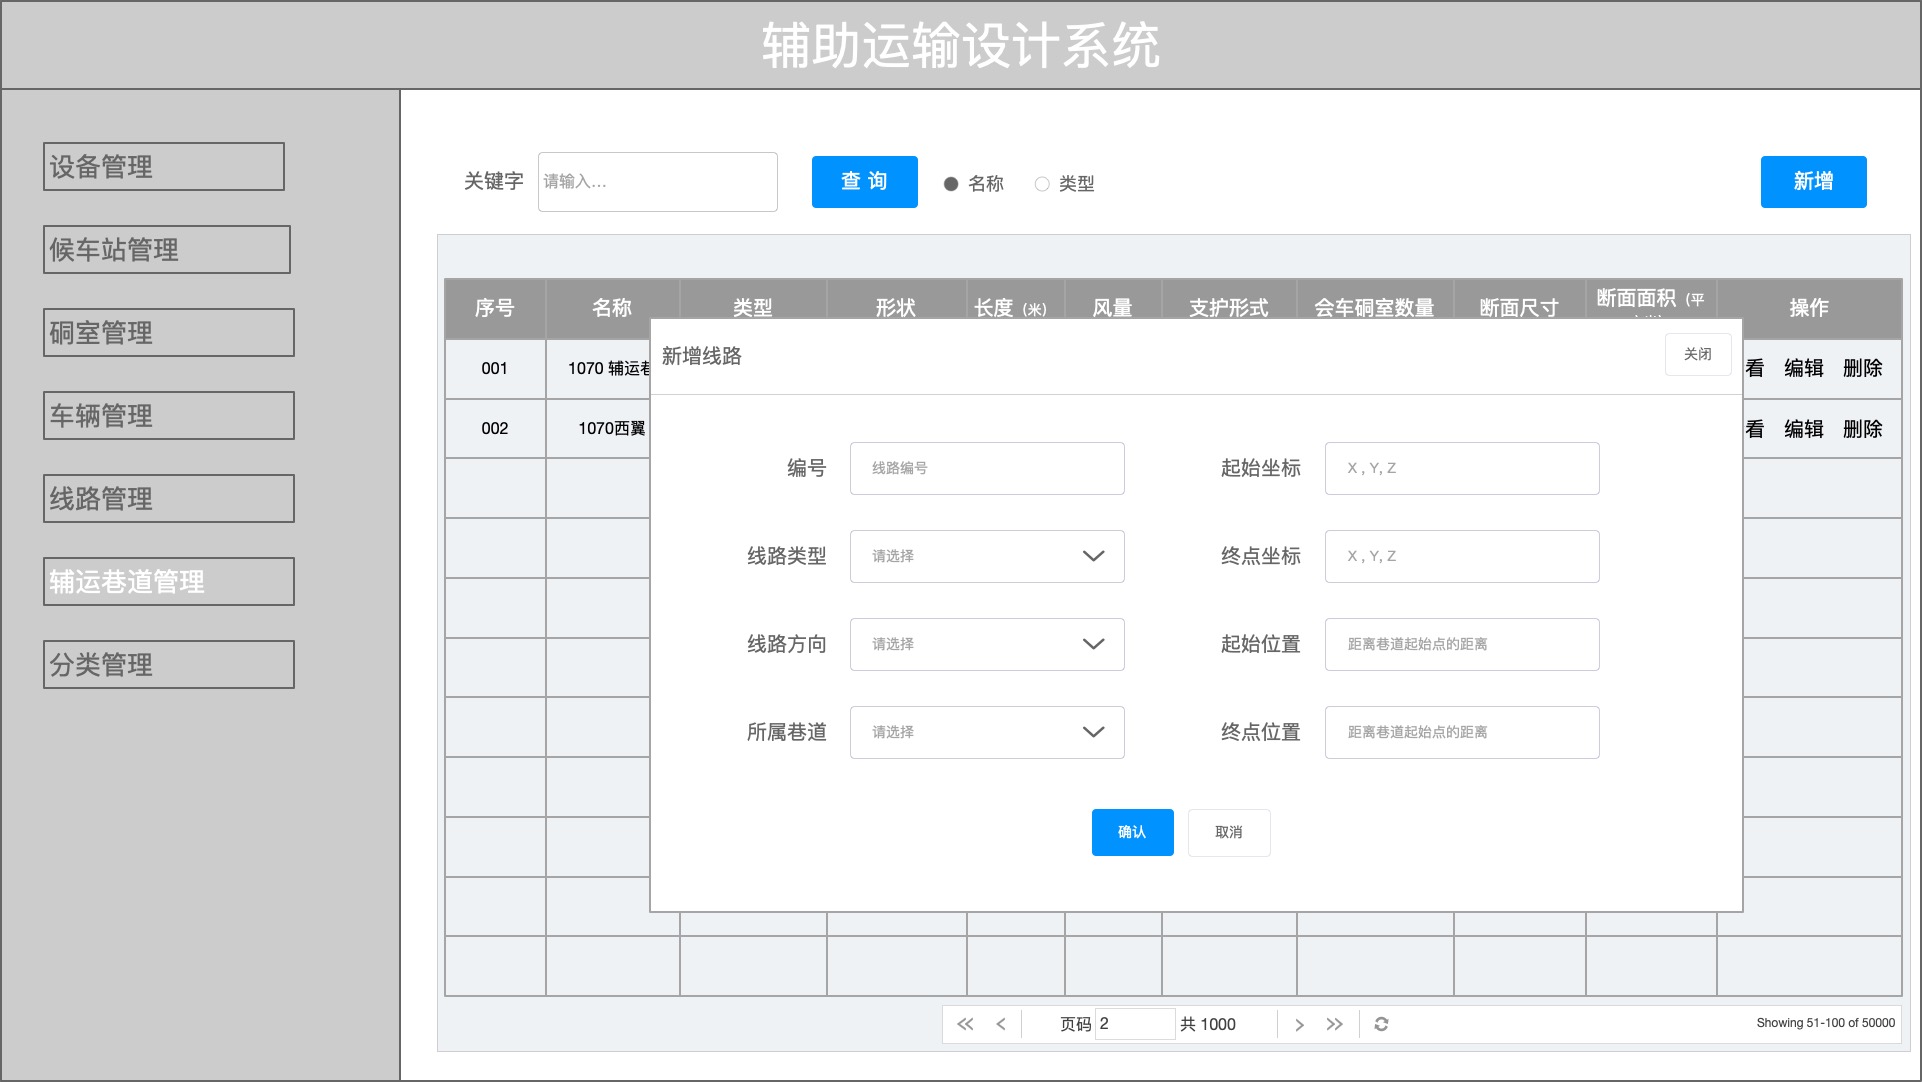 辅助运输设计系统
设备管理
候车站管理
硐室管理
车辆管理
线路管理
辅运巷道管理
分类管理
关键字 请输入... 查 询 名称 类型 新增
序号 名称 类型 形状 长度 (米) 风量 支护形式 会车硐室数量 断面尺寸 断面面积 (平 操作
001 1070 辅运巷 看 编辑 删除
002 1070西翼 看 编辑 删除
新增线路 关闭
编号 线路编号 起始坐标 X , Y, Z
线路类型 请选择 终点坐标 X , Y, Z
线路方向 请选择 起始位置 距离巷道起始点的距离
所属巷道 请选择 终点位置 距离巷道起始点的距离
确认 取消
页码 2 共 1000 Showing 51-100 of 50000